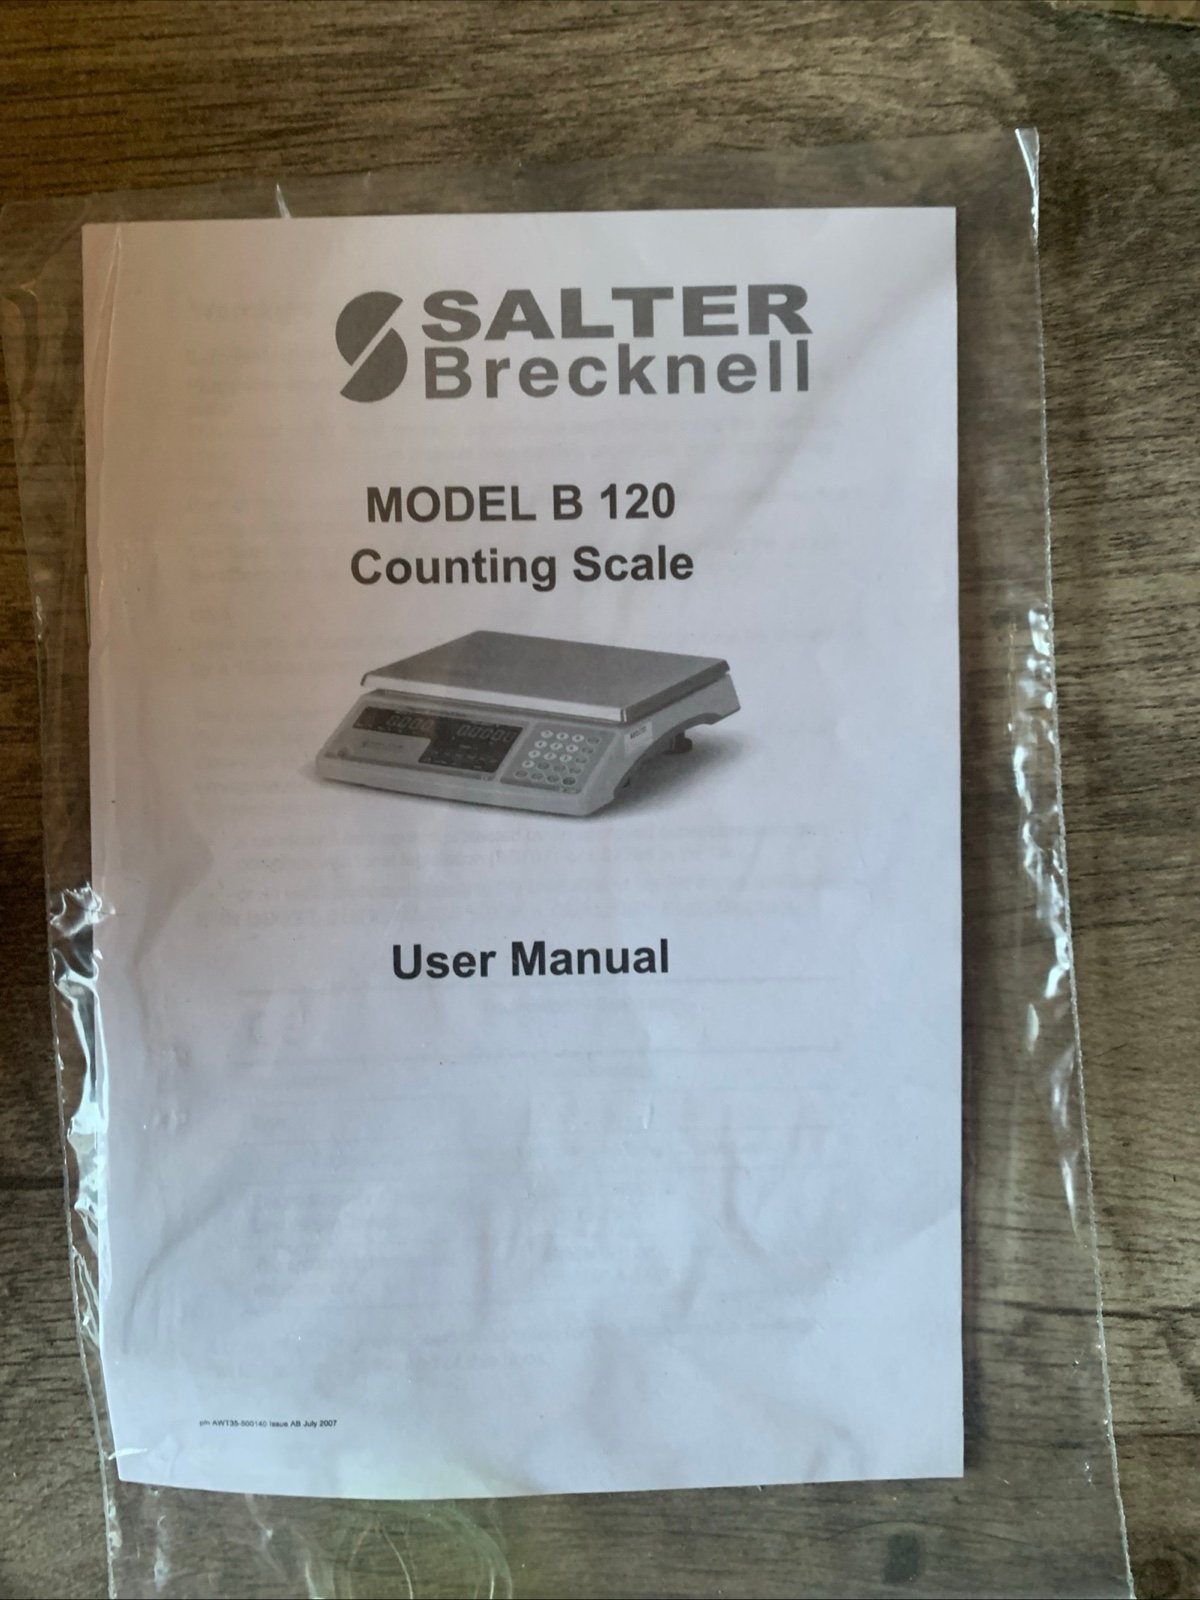 SALTER
Brecknell
MODEL B 120
Counting Scale
User Manual
p/n AWT35-500140 Issue AB July 2007